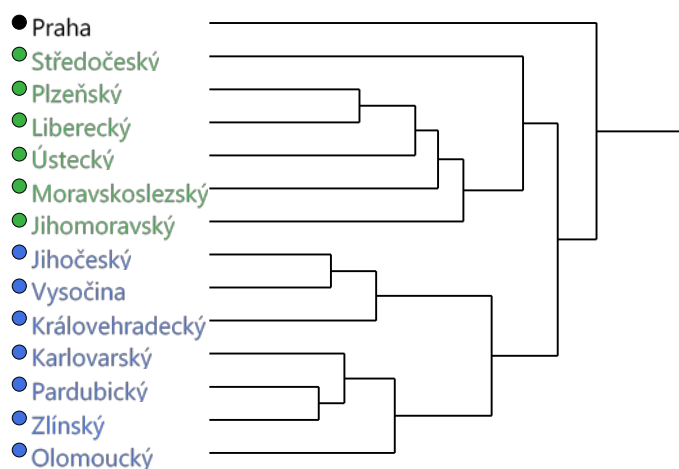 Praha
Středočeský
Plzeňský
Liberecký
Ústecký
Moravskoslezský
Jihomoravský
Jihočeský
Vysočina
Královehradecký
Karlovarský
Pardubický
Zlínský
Olomoucký